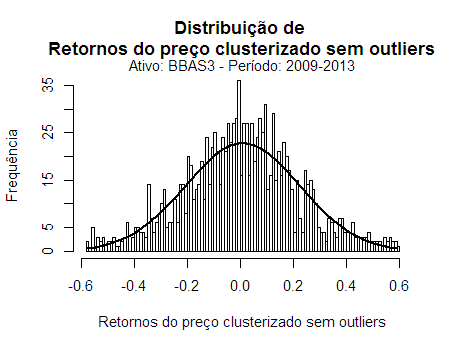 Distribuição de
Retornos do preço clusterizado sem outliers
Ativo: BBAS3 - Período: 2009-2013
Frequência
35
25
15
5
0
-0.6 -0.4 -0.2 0.0 0.2 0.4 0.6
Retornos do preço clusterizado sem outliers